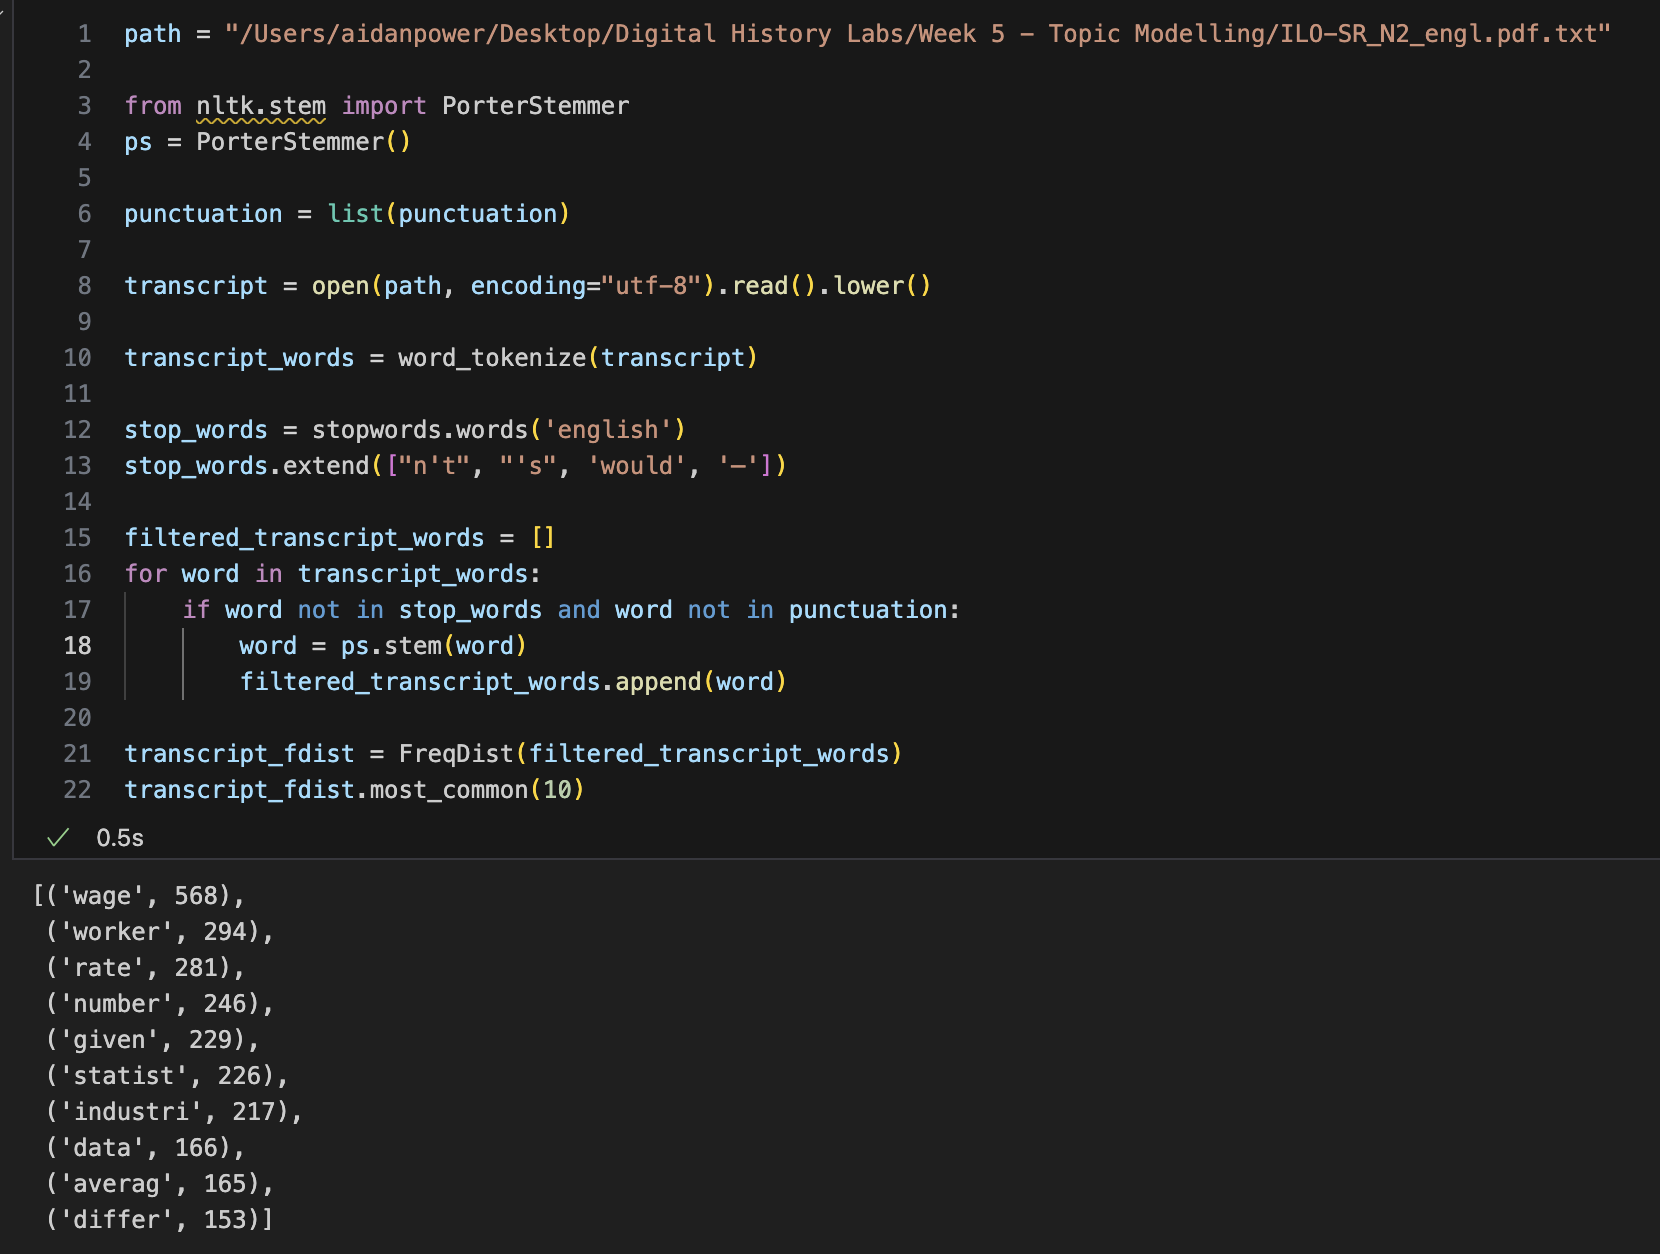 1 path = "/Users/aidanpower/Desktop/Digital History Labs/Week 5 – Topic Modelling/ILO-SR_N2_engl.pdf.txt"
2
3 from nltk.stem import PorterStemmer
4 ps = PorterStemmer()
5
6 punctuation = list(punctuation)
7
8 transcript = open(path, encoding="utf-8").read().lower()
9
10 transcript_words = word_tokenize(transcript)
11
12 stop_words = stopwords.words('english')
13 stop_words.extend(["n't", "'s", 'would', '—'])
14
15 filtered_transcript_words = []
16 for word in transcript_words:
17     if word not in stop_words and word not in punctuation:
18         word = ps.stem(word)
19         filtered_transcript_words.append(word)
20
21 transcript_fdist = FreqDist(filtered_transcript_words)
22 transcript_fdist.most_common(10)
✓ 0.5s
[('wage', 568),
 ('worker', 294),
 ('rate', 281),
 ('number', 246),
 ('given', 229),
 ('statist', 226),
 ('industri', 217),
 ('data', 166),
 ('averag', 165),
 ('differ', 153)]